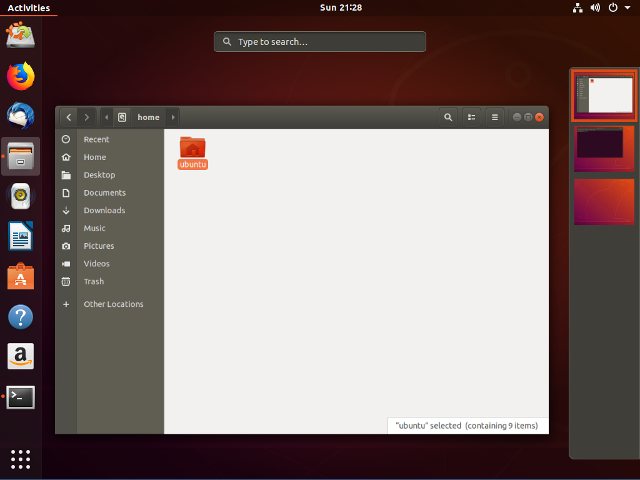 Activities
Sun 21:28
Type to search...
home
Recent
Home
Desktop
Documents
Downloads
Music
Pictures
Videos
Trash
Other Locations
ubuntu
"ubuntu" selected (containing 9 items)